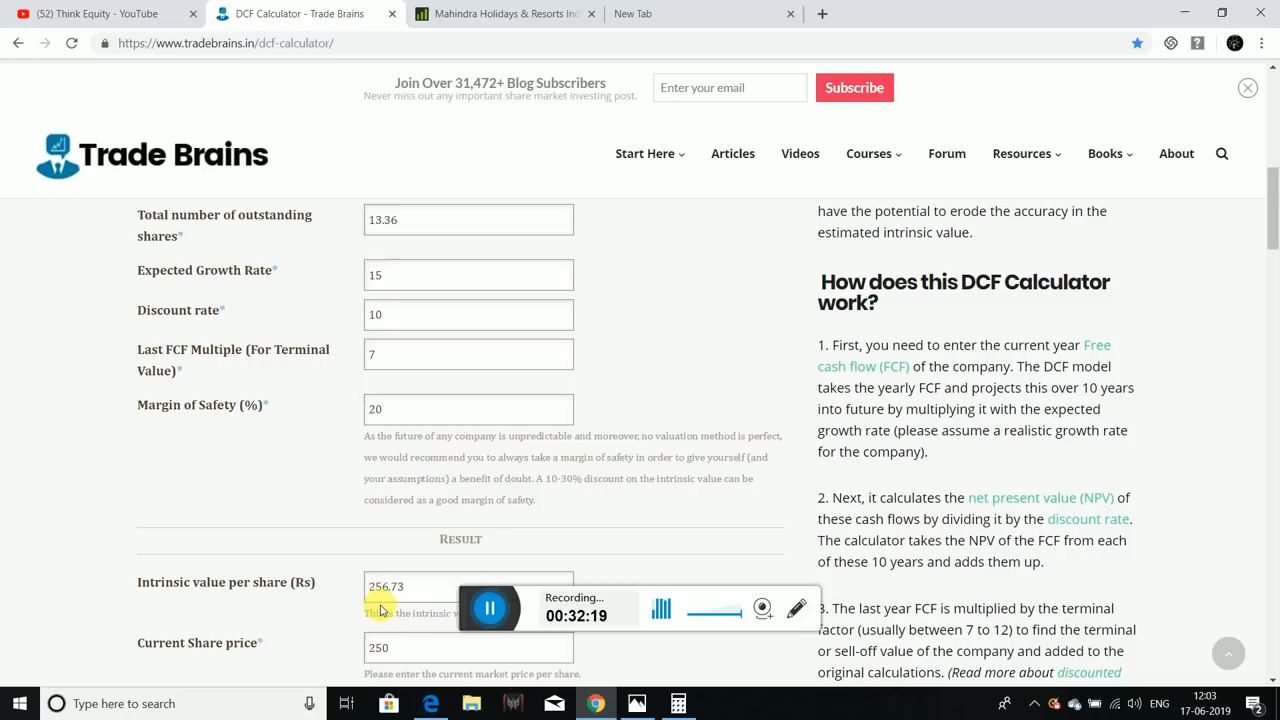 (52) Think Equity - YouTube
DCF Calculator - Trade Brains
Mahindra Holidays & Resorts Ind
New Tab
https://www.tradebrains.in/dcf-calculator/
Join Over 31,472+ Blog Subscribers
Never miss out any important share market investing post.
Enter your email
Subscribe
Trade Brains
Start Here
Articles
Videos
Courses
Forum
Resources
Books
About
Total number of outstanding
shares*
13.36
Expected Growth Rate*
15
Discount rate*
10
Last FCF Multiple (For Terminal
Value)*
7
Margin of Safety (%)*
20
As the future of any company is unpredictable and moreover, no valuation method is perfect,
we would recommend you to always take a margin of safety in order to give yourself (and
your assumptions) a benefit of doubt. A 10-30% discount on the intrinsic value can be
considered as a good margin of safety.
RESULT
Intrinsic value per share (Rs)
256.73
the intrinsic v
Current Share price*
250
Please enter the current market price per share.
Recording...
00:32:19
have the potential to erode the accuracy in the
estimated intrinsic value.
How does this DCF Calculator
work?
1. First, you need to enter the current year Free
cash flow (FCF) of the company. The DCF model
takes the yearly FCF and projects this over 10 years
into future by multiplying it with the expected
growth rate (please assume a realistic growth rate
for the company).
2. Next, it calculates the net present value (NPV) of
these cash flows by dividing it by the discount rate.
The calculator takes the NPV of the FCF from each
of these 10 years and adds them up.
3. The last year FCF is multiplied by the terminal
factor (usually between 7 to 12) to find the terminal
or sell-off value of the company and added to the
original calculations. (Read more about discounted
Type here to search
12:03
17-06-2019
2